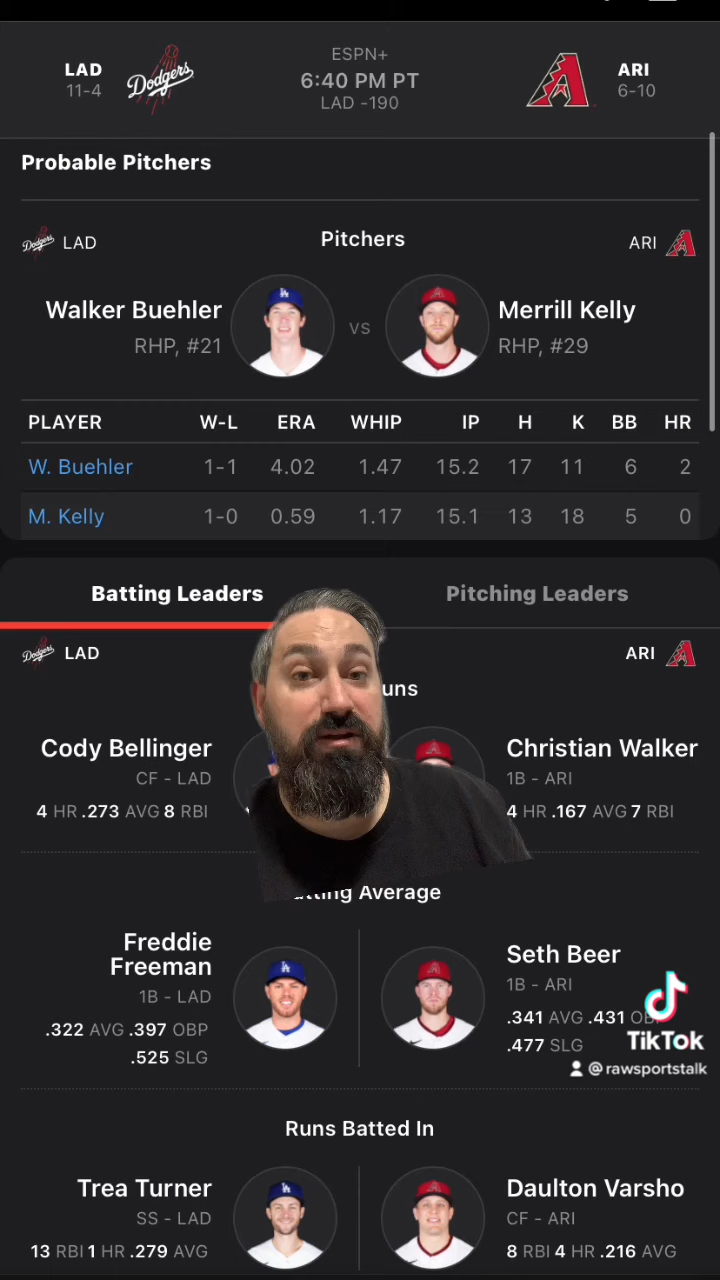 ESPN+
LAD
Dodgers
6:40 PM PT
A
ARI
11-4
LAD -190
6-10
Probable Pitchers
Dodgers LAD
Pitchers
ARI A
Walker Buehler
vs
Merrill Kelly
RHP, #21
RHP, #29
PLAYER W-L ERA WHIP IP H K BB HR
W. Buehler 1-1 4.02 1.47 15.2 17 11 6 2
M. Kelly 1-0 0.59 1.17 15.1 13 18 5 0
Batting Leaders
Pitching Leaders
Dodgers LAD
ARI A
uns
Cody Bellinger
CF - LAD
4 HR .273 AVG 8 RBI
Christian Walker
1B - ARI
4 HR .167 AVG 7 RBI
tting Average
Freddie
Freeman
1B - LAD
.322 AVG .397 OBP
.525 SLG
Seth Beer
1B - ARI
.341 AVG .431 OB
.477 SLG
TikTok
@rawsportstalk
Runs Batted In
Trea Turner
SS - LAD
13 RBI 1 HR .279 AVG
Daulton Varsho
CF - ARI
8 RBI 4 HR .216 AVG